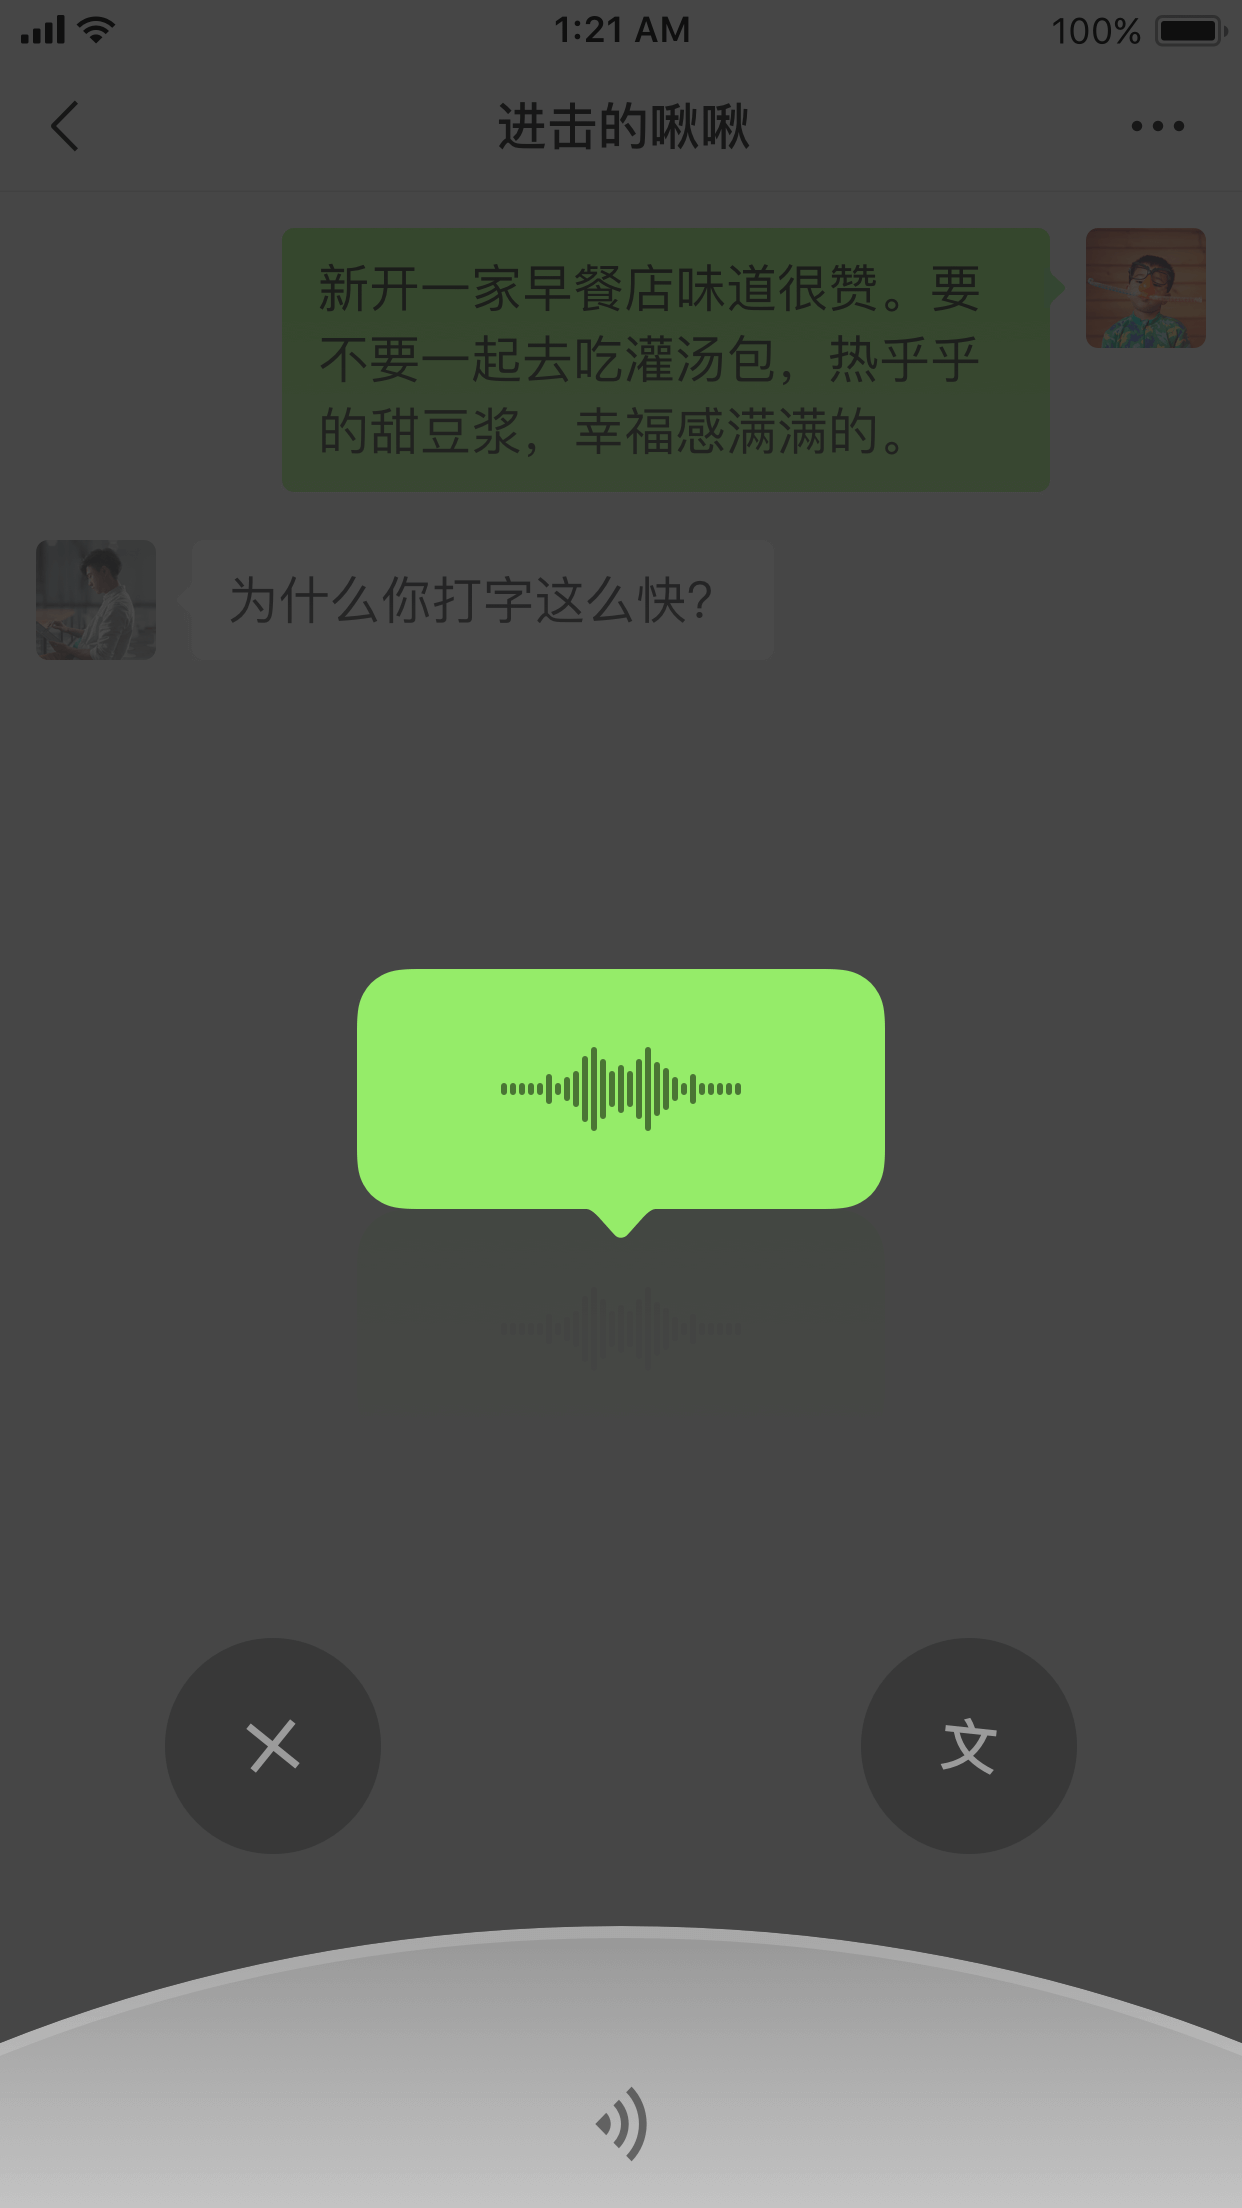 1:21 AM
100%
进击的啾啾
新开一家早餐店味道很赞。要
不要一起去吃灌汤包，热乎乎
的甜豆浆，幸福感满满的。
为什么你打字这么快？
文